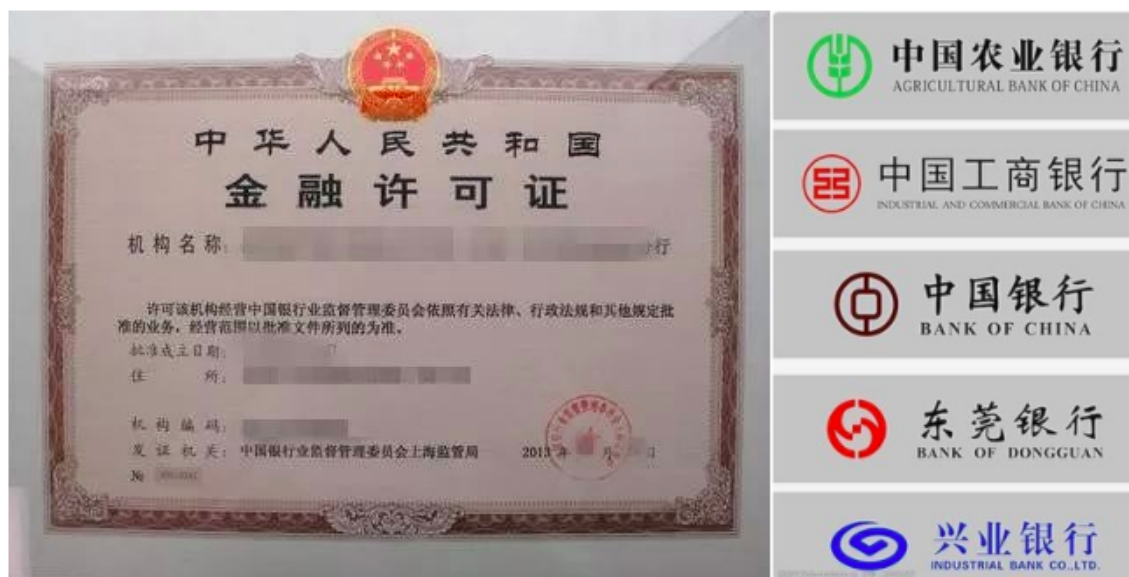 中华人民共和国
金融许可证
机构名称:
分行
许可该机构经营中国银行业监督管理委员会依照有关法律、行政法规和其他规定批
准的业务,经营范围以批准文件所列的为准。
批准成立日期:
住 所:
机构编码:
发证机关: 中国银行业监督管理委员会上海监管局 2013 年 月 日
№
中国农业银行
AGRICULTURAL BANK OF CHINA
中国工商银行
INDUSTRIAL AND COMMERCIAL BANK OF CHINA
中国银行
BANK OF CHINA
东莞银行
BANK OF DONGGUAN
兴业银行
INDUSTRIAL BANK CO.,LTD.